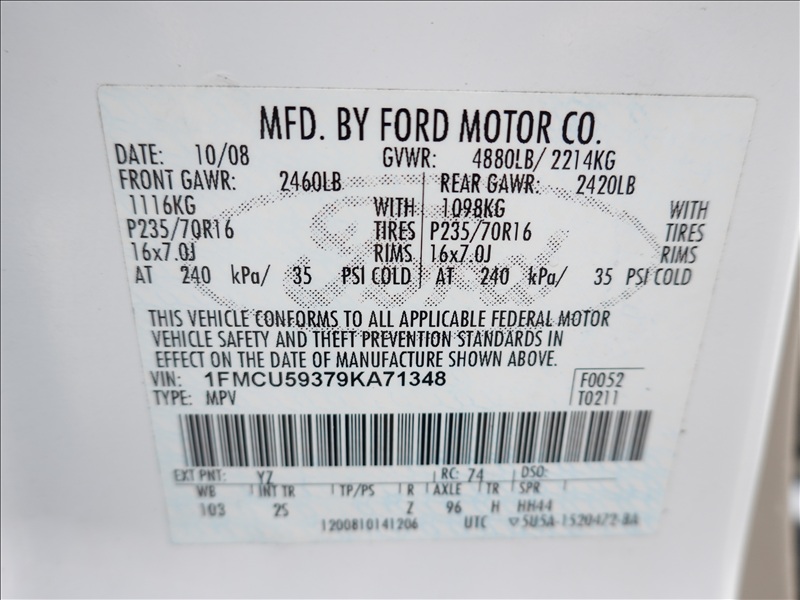 MFD. BY FORD MOTOR CO.
DATE: 10/08 GVWR: 4880LB/ 2214KG
FRONT GAWR: 2460LB REAR GAWR: 2420LB
1116KG WITH 1098KG WITH
P235/70R16 TIRES P235/70R16 TIRES
16x7.0J RIMS 16x7.0J RIMS
AT 240 kPa/ 35 PSI COLD AT 240 kPa/ 35 PSI COLD
THIS VEHICLE CONFORMS TO ALL APPLICABLE FEDERAL MOTOR
VEHICLE SAFETY AND THEFT PREVENTION STANDARDS IN
EFFECT ON THE DATE OF MANUFACTURE SHOWN ABOVE.
VIN: 1FMCU59379KA71348 F0052
TYPE: MPV T0211
EXT PNT: YZ RC: 74 DSO:
WB INT TR TP/PS R AXLE TR SPR
103 2S Z 96 H HH44
1200810141206 UTC